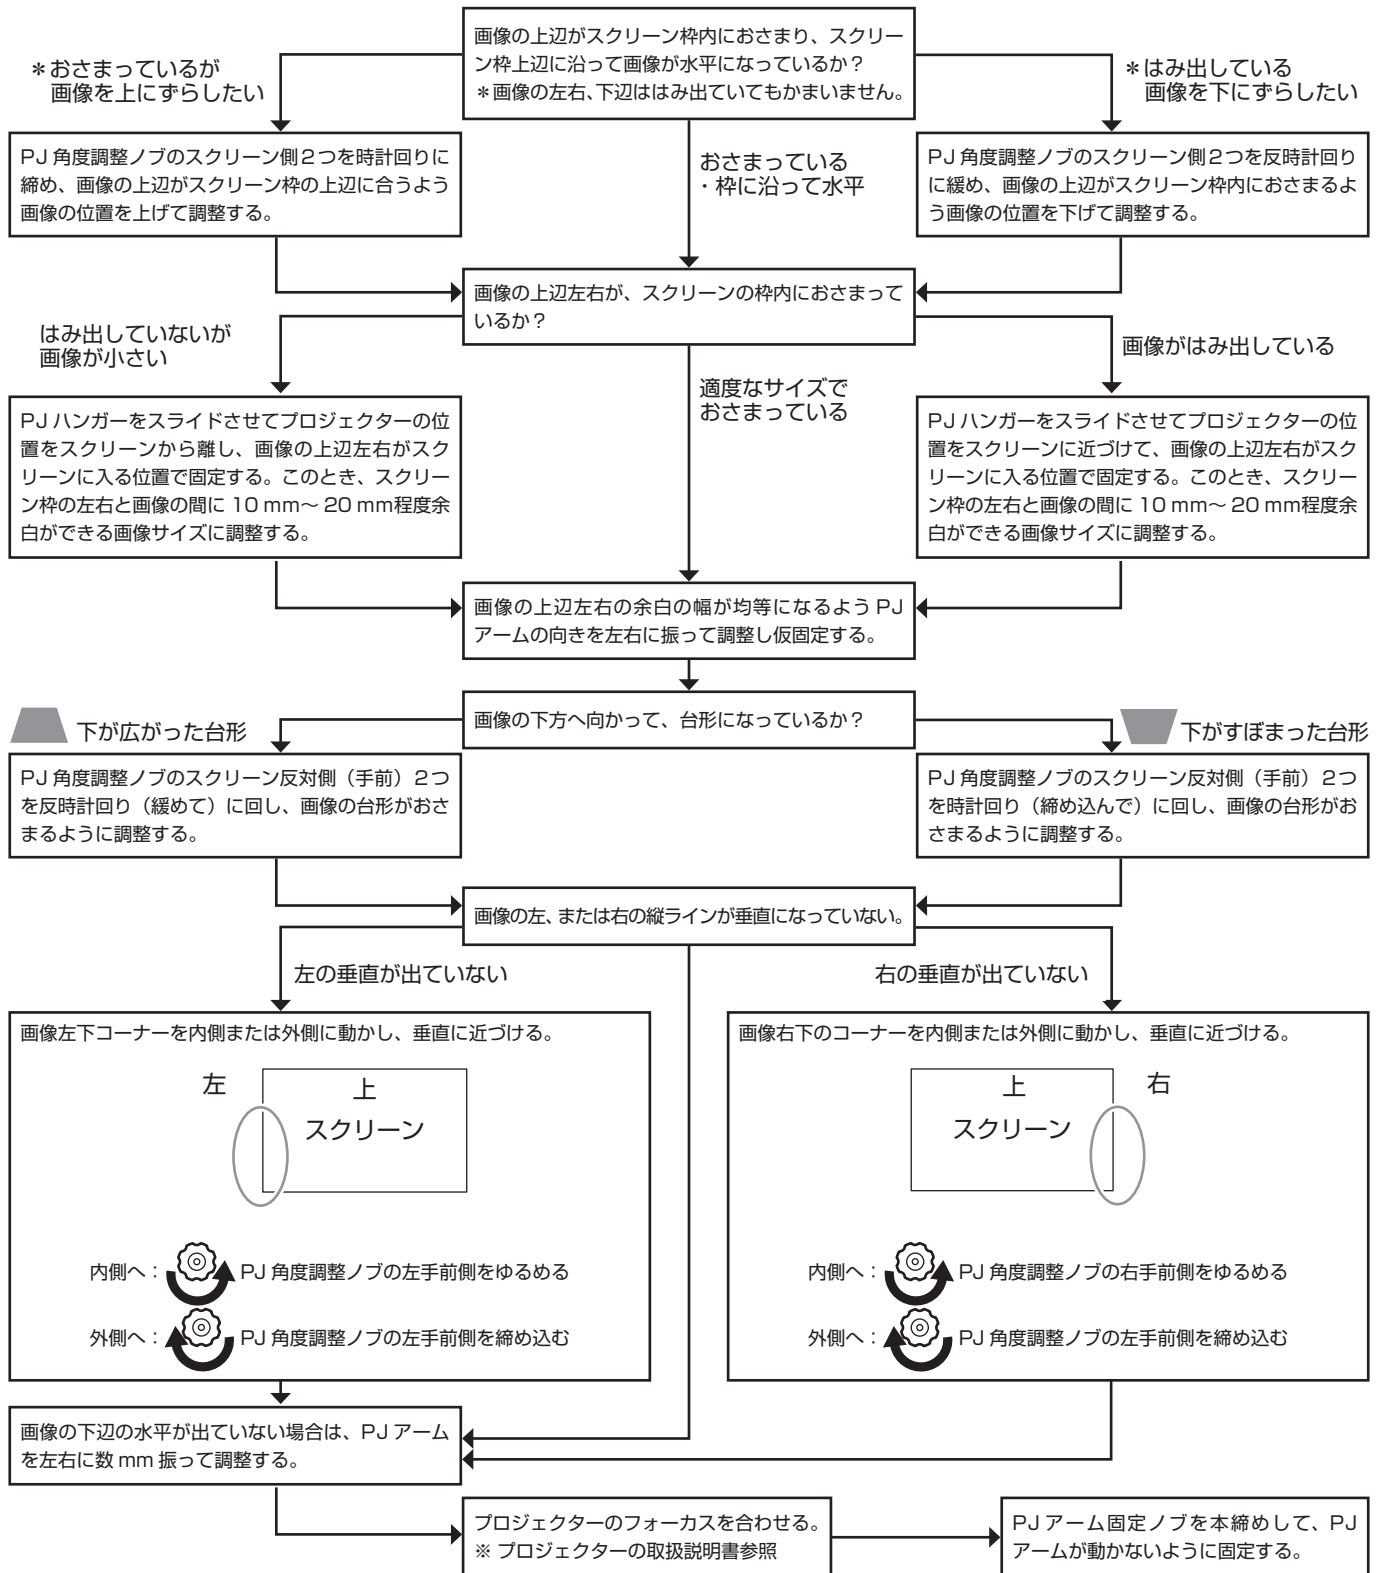 画像の上辺がスクリーン枠内におさまり、スクリー
ン枠上辺に沿って画像が水平になっているか？
＊画像の左右、下辺ははみ出ていてもかまいません。
＊おさまっているが
画像を上にずらしたい
＊はみ出している
画像を下にずらしたい
PJ 角度調整ノブのスクリーン側２つを時計回りに
締め、画像の上辺がスクリーン枠の上辺に合うよう
画像の位置を上げて調整する。
おさまっている
・枠に沿って水平
PJ 角度調整ノブのスクリーン側２つを反時計回り
に緩め、画像の上辺がスクリーン枠内におさまるよ
う画像の位置を下げて調整する。
画像の上辺左右が、スクリーンの枠内におさまって
いるか？
はみ出していないが
画像が小さい
適度なサイズで
おさまっている
画像がはみ出している
PJ ハンガーをスライドさせてプロジェクターの位
置をスクリーンから離し、画像の上辺左右がスク
リーンに入る位置で固定する。このとき、スクリー
ン枠の左右と画像の間に 10 mm～ 20 mm程度余
白ができる画像サイズに調整する。
PJ ハンガーをスライドさせてプロジェクターの位
置をスクリーンに近づけて、画像の上辺左右がスク
リーンに入る位置で固定する。このとき、スクリー
ン枠の左右と画像の間に 10 mm～ 20 mm程度余
白ができる画像サイズに調整する。
画像の上辺左右の余白の幅が均等になるよう PJ
アームの向きを左右に振って調整し仮固定する。
画像の下方へ向かって、台形になっているか？
下が広がった台形
下がすぼまった台形
PJ 角度調整ノブのスクリーン反対側（手前）２つ
を反時計回り（緩めて）に回し、画像の台形がおさ
まるように調整する。
PJ 角度調整ノブのスクリーン反対側（手前）２つ
を時計回り（締め込んで）に回し、画像の台形がお
さまるように調整する。
画像の左、または右の縦ラインが垂直になっていない。
左の垂直が出ていない
右の垂直が出ていない
画像左下コーナーを内側または外側に動かし、垂直に近づける。
左
上
スクリーン
内側へ： PJ 角度調整ノブの左手前側をゆるめる
外側へ： PJ 角度調整ノブの左手前側を締め込む
画像右下のコーナーを内側または外側に動かし、垂直に近づける。
上
右
スクリーン
内側へ： PJ 角度調整ノブの右手前側をゆるめる
外側へ： PJ 角度調整ノブの左手前側を締め込む
画像の下辺の水平が出ていない場合は、PJ アーム
を左右に数 mm 振って調整する。
プロジェクターのフォーカスを合わせる。
※ プロジェクターの取扱説明書参照
PJ アーム固定ノブを本締めして、PJ
アームが動かないように固定する。